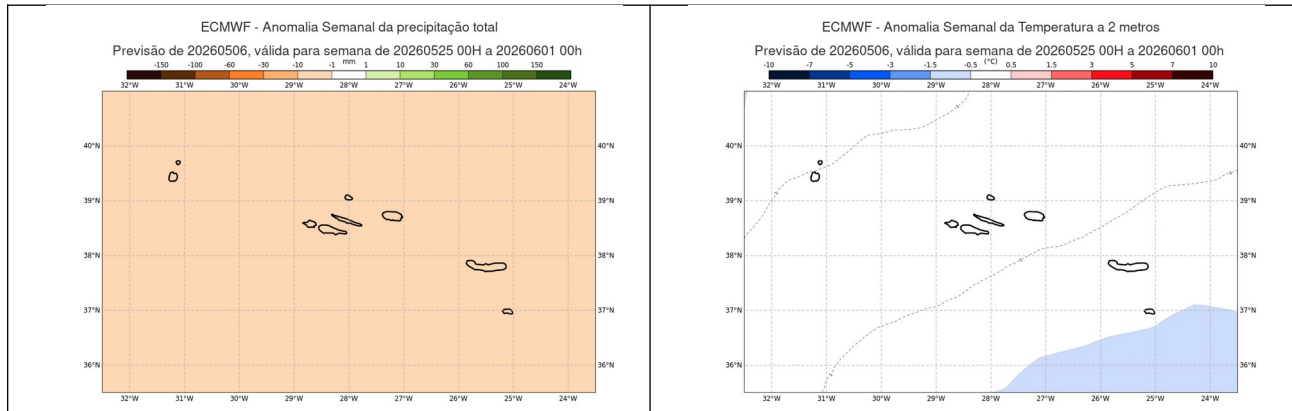 ECMWF - Anomalia Semanal da precipitação total
Previsão de 20260506, válida para semana de 20260525 00H a 20260601 00h
mm
-150 -100 -60 -30 -10 -1 1 10 30 60 100 150
32°W 31°W 30°W 29°W 28°W 27°W 26°W 25°W 24°W
40°N 40°N
39°N 39°N
38°N 38°N
37°N 37°N
36°N 36°N
32°W 31°W 30°W 29°W 28°W 27°W 26°W 25°W 24°W
ECMWF - Anomalia Semanal da Temperatura a 2 metros
Previsão de 20260506, válida para semana de 20260525 00H a 20260601 00h
(°C)
-10 -7 -5 -3 -1.5 -0.5 0.5 1.5 3 5 7 10
32°W 31°W 30°W 29°W 28°W 27°W 26°W 25°W 24°W
40°N 40°N
39°N 39°N
38°N 38°N
37°N 37°N
36°N 36°N
32°W 31°W 30°W 29°W 28°W 27°W 26°W 25°W 24°W